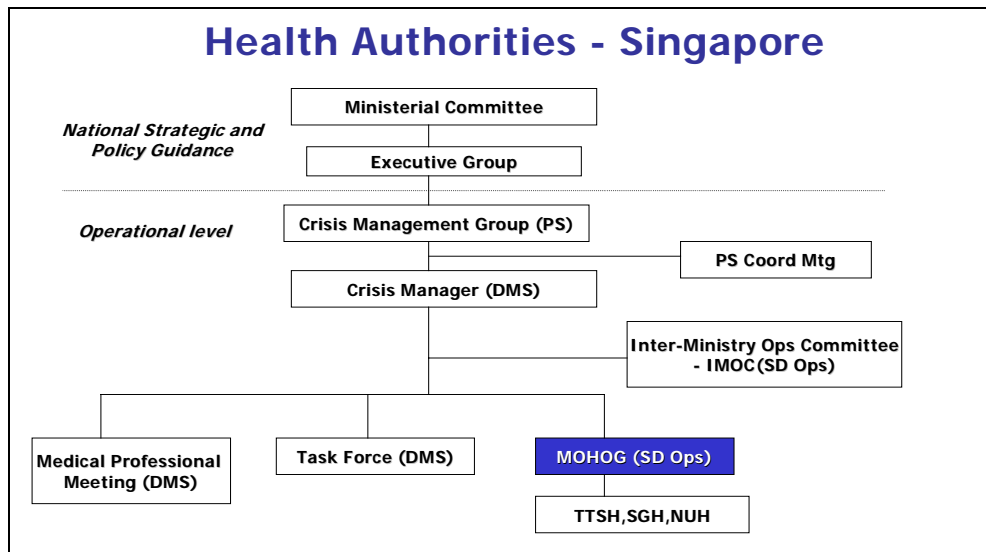 Health Authorities - Singapore
Ministerial Committee
National Strategic and
Policy Guidance
Executive Group
Crisis Management Group (PS)
Operational level
PS Coord Mtg
Crisis Manager (DMS)
Inter-Ministry Ops Committee
- IMOC(SD Ops)
Medical Professional
Meeting (DMS)
Task Force (DMS)
MOHOG (SD Ops)
TTSH,SGH,NUH